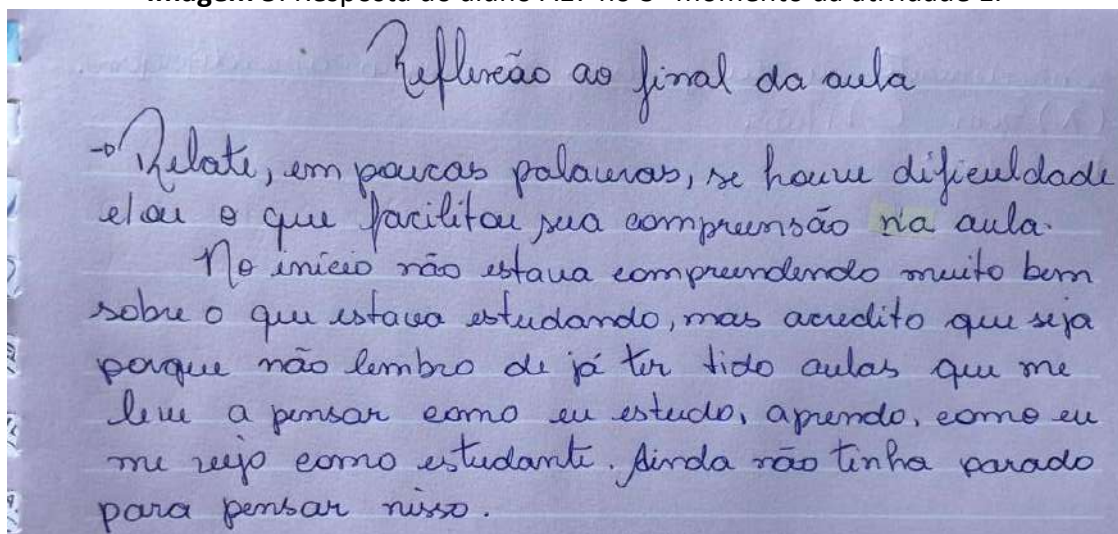 Reflexão ao final da aula
→ Relate, em poucas palavras, se houve dificuldade
e/ou o que facilitou sua compreensão na aula.
No início não estava compreendendo muito bem
sobre o que estava estudando, mas acredito que seja
porque não lembro de já ter tido aulas que me
leve a pensar como eu estudo, aprendo, como eu
me vejo como estudante. Ainda não tinha parado
para pensar nisso.